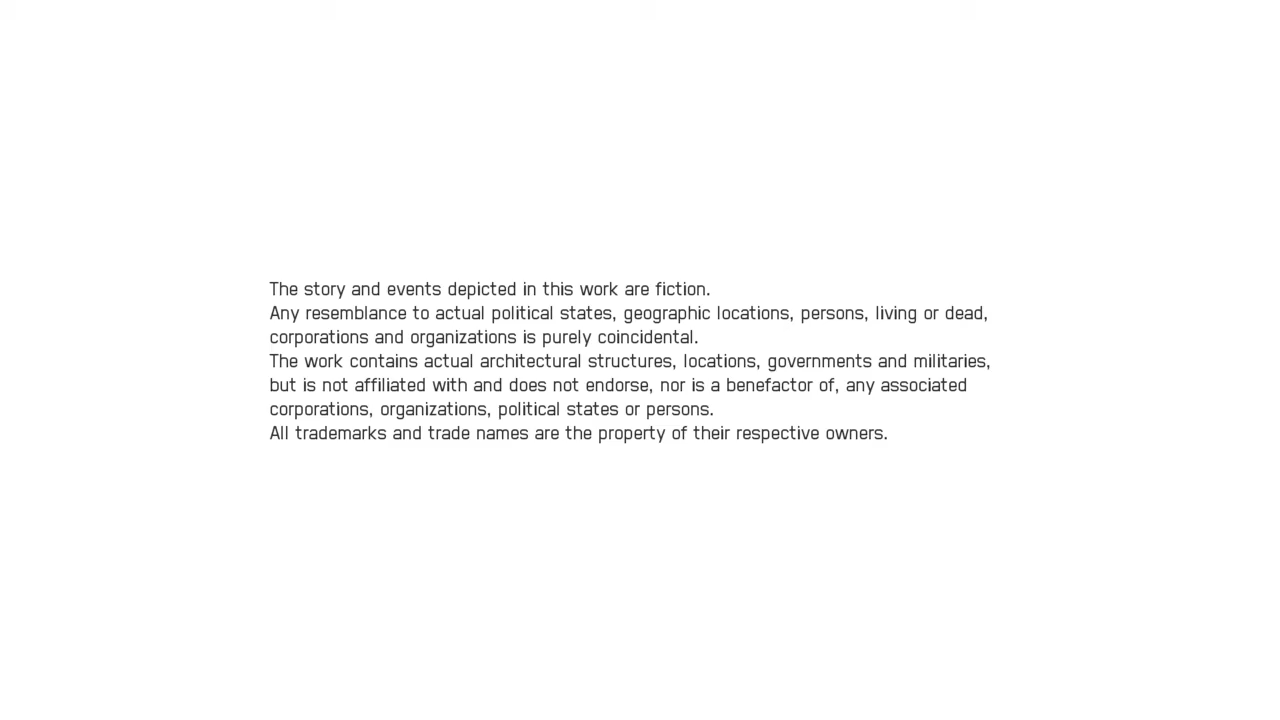 The story and events depicted in this work are fiction.
Any resemblance to actual political states, geographic locations, persons, living or dead,
corporations and organizations is purely coincidental.
The work contains actual architectural structures, locations, governments and militaries,
but is not affiliated with and does not endorse, nor is a benefactor of, any associated
corporations, organizations, political states or persons.
All trademarks and trade names are the property of their respective owners.